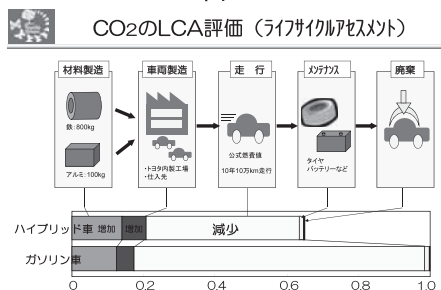 CO2のLCA評価（ライフサイクルアセスメント）
材料製造
車両製造
走 行
メンテナンス
廃棄
鉄：800kg
アルミ：100kg
・トヨタ内製工場
・仕入先
公式燃費値
10年10万km走行
タイヤ
バッテリーなど
ハイブリッド車 増加 増加 減少
ガソリン車
0 0.2 0.4 0.6 0.8 1.0